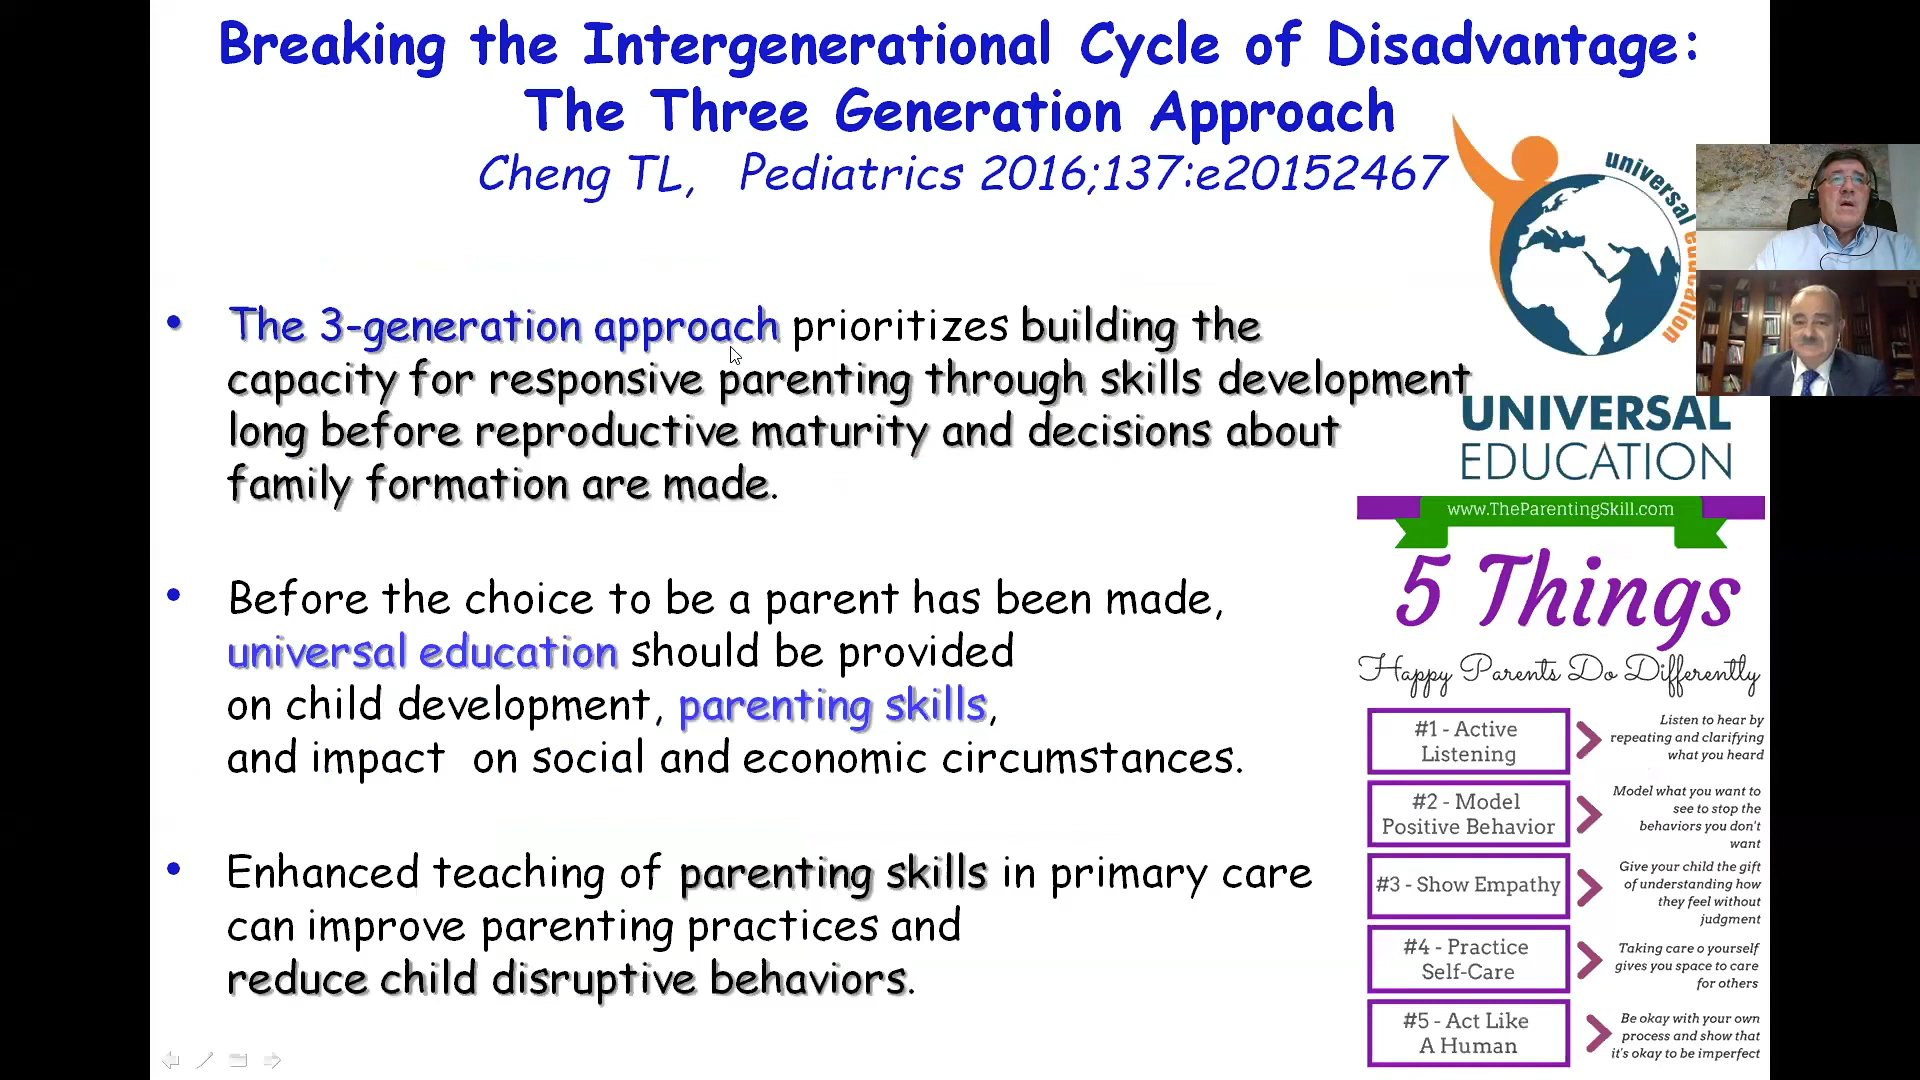 Breaking the Intergenerational Cycle of Disadvantage:
The Three Generation Approach
Cheng TL, Pediatrics 2016;137:e20152467
• The 3-generation approach prioritizes building the
capacity for responsive parenting through skills development
long before reproductive maturity and decisions about
family formation are made.
• Before the choice to be a parent has been made,
universal education should be provided
on child development, parenting skills,
and impact on social and economic circumstances.
• Enhanced teaching of parenting skills in primary care
can improve parenting practices and
reduce child disruptive behaviors.
universal education
UNIVERSAL
EDUCATION
www.TheParentingSkill.com
5 Things
Happy Parents Do Differently
#1 - Active
Listening
Listen to hear by
repeating and clarifying
what you heard
#2 - Model
Positive Behavior
Model what you want to
see to stop the
behaviors you don't
want
#3 - Show Empathy
Give your child the gift
of understanding how
they feel without
judgment
#4 - Practice
Self-Care
Taking care o yourself
gives you space to care
for others
#5 - Act Like
A Human
Be okay with your own
process and show that
it's okay to be imperfect